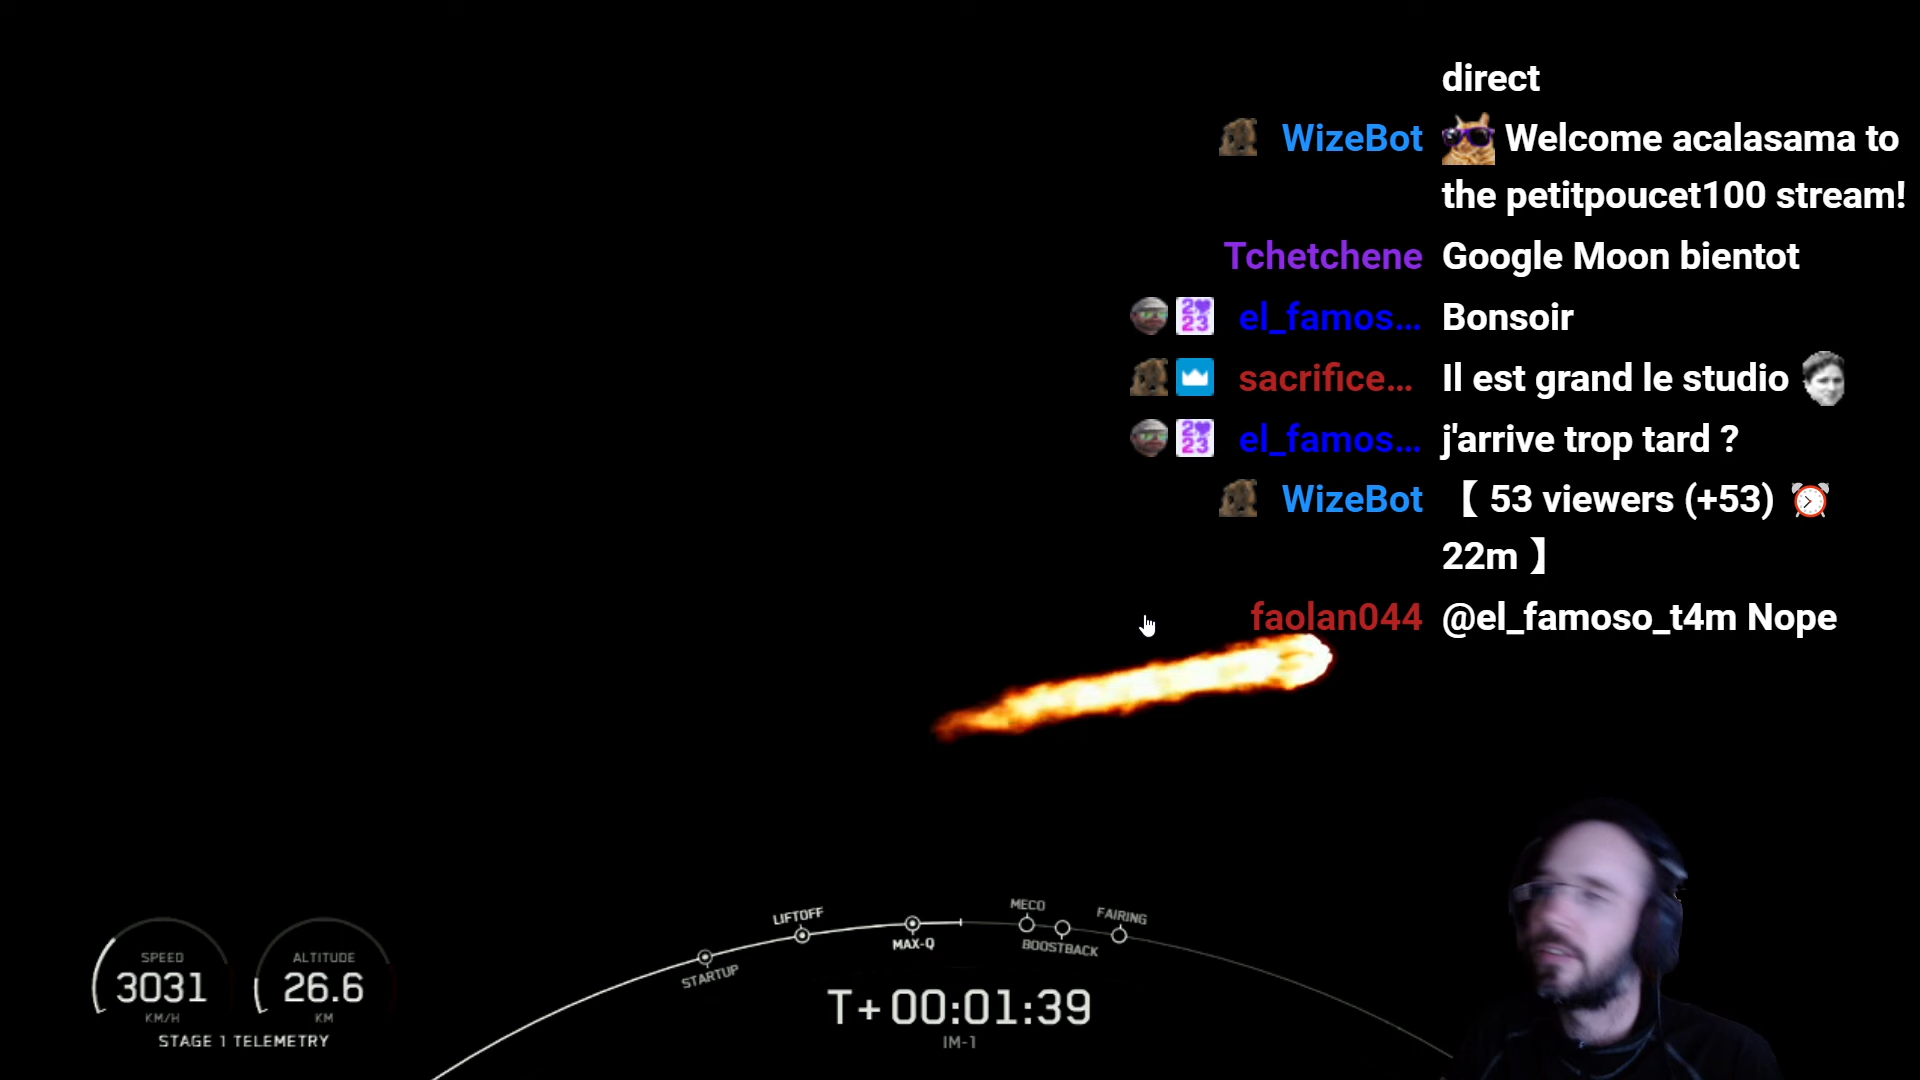 direct
WizeBot Welcome acalasama to
the petitpoucet100 stream!
Tchetchene Google Moon bientot
el_famos... Bonsoir
sacrifice... Il est grand le studio
el_famos... j'arrive trop tard ?
WizeBot 【 53 viewers (+53)
22m 】
faolan044 @el_famoso_t4m Nope
STARTUP
LIFTOFF
MAX-Q
MECO
BOOSTBACK
FAIRING
SPEED
3031
KM/H
ALTITUDE
26.6
KM
STAGE 1 TELEMETRY
T+00:01:39
IM-1